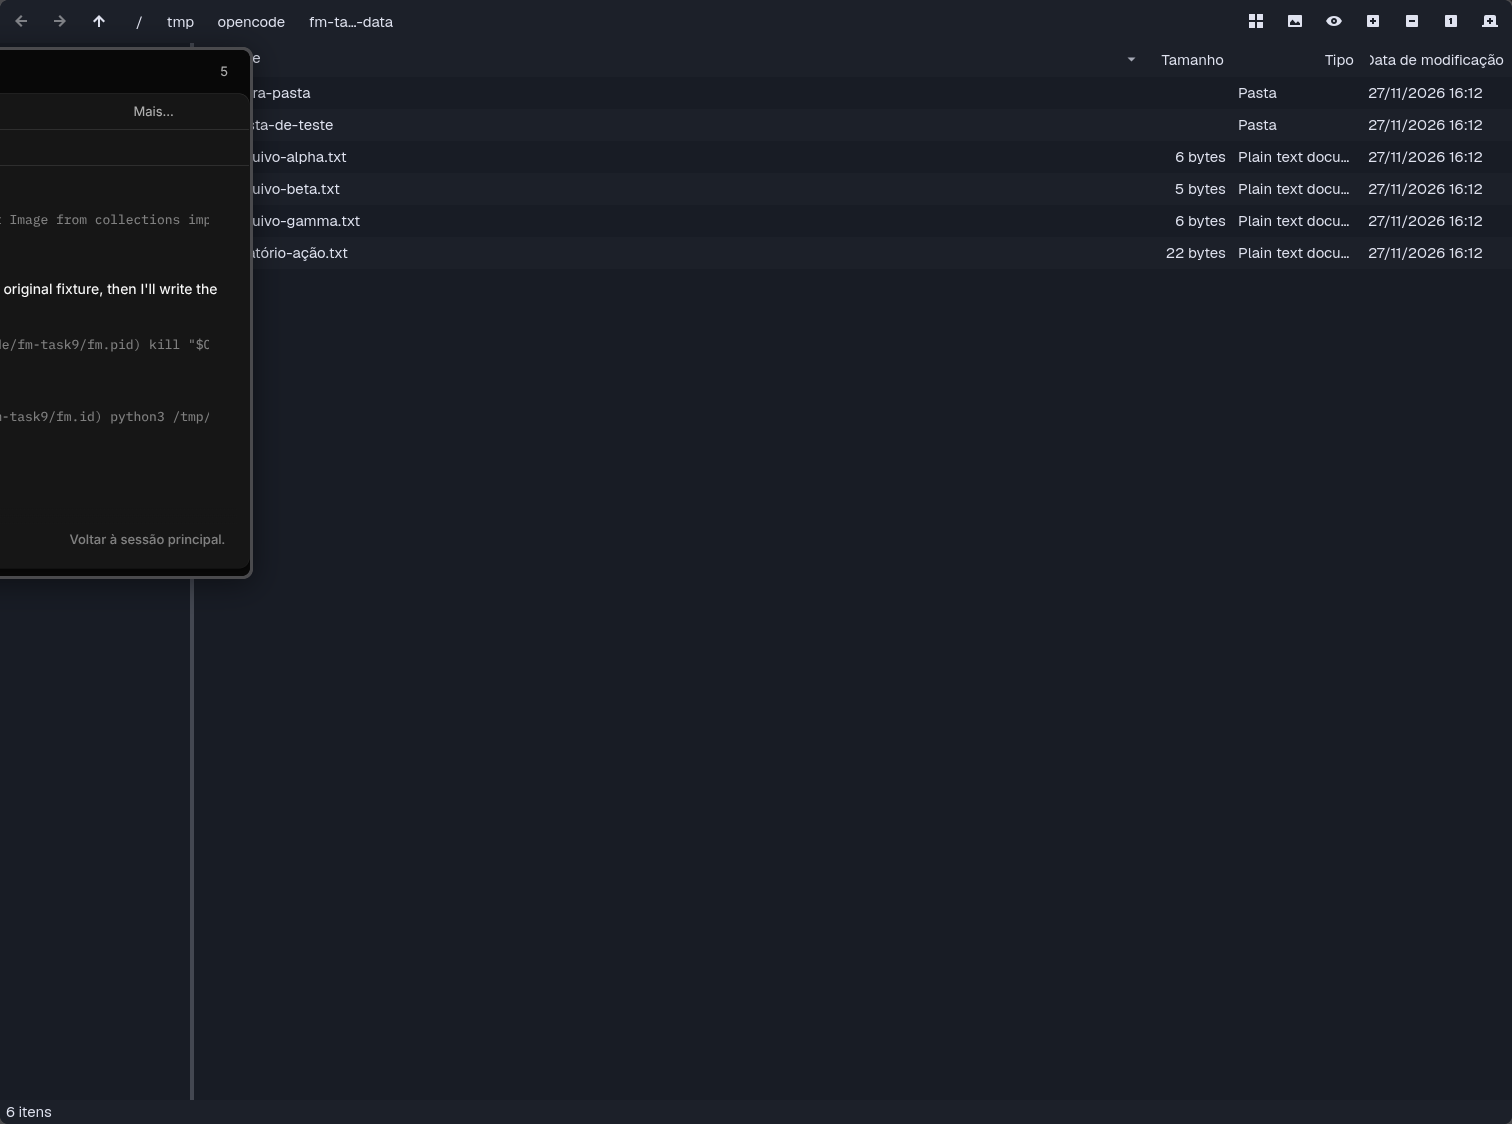 / tmp opencode fm-ta...-data
5
Mais...
Image from collections imp
original fixture, then I'll write the
e/fm-task9/fm.pid) kill "$
-task9/fm.id) python3 /tmp/
Voltar à sessão principal.
e Tamanho Tipo Data de modificação
ra-pasta Pasta 27/11/2026 16:12
sta-de-teste Pasta 27/11/2026 16:12
uivo-alpha.txt 6 bytes Plain text docu... 27/11/2026 16:12
uivo-beta.txt 5 bytes Plain text docu... 27/11/2026 16:12
uivo-gamma.txt 6 bytes Plain text docu... 27/11/2026 16:12
atório-ação.txt 22 bytes Plain text docu... 27/11/2026 16:12
6 itens